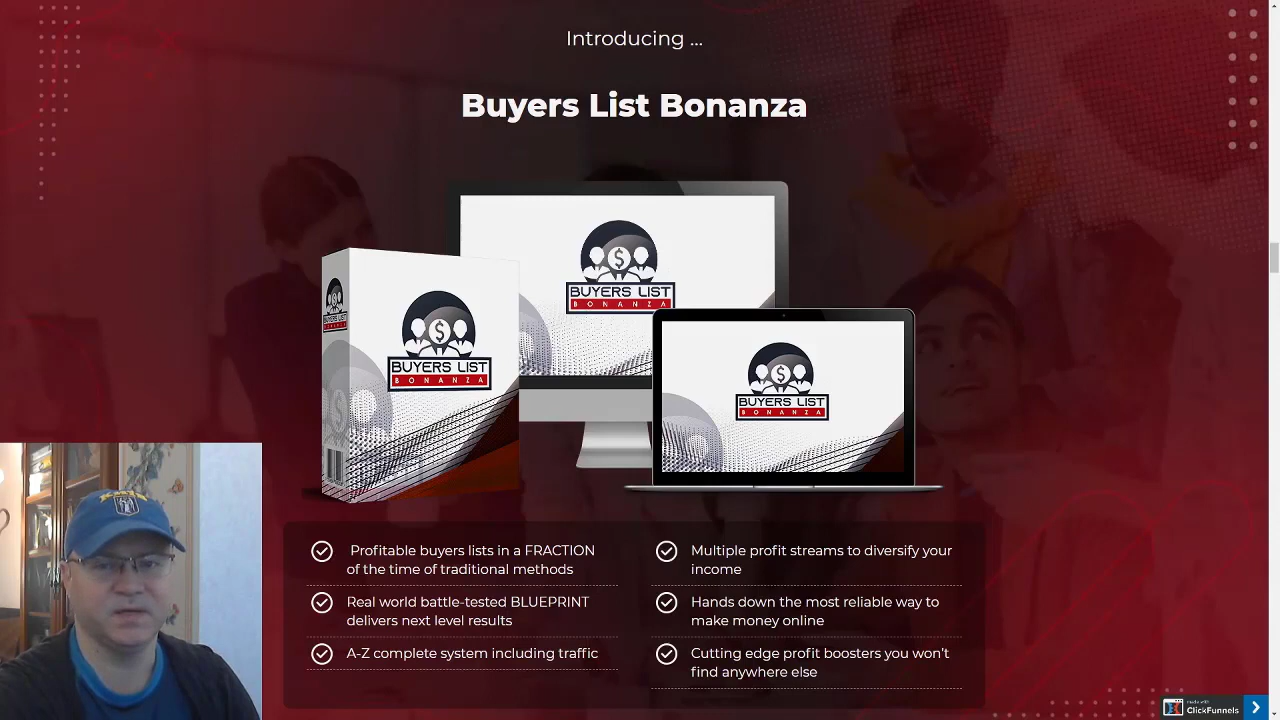 Introducing ...
Buyers List Bonanza
BUYERS LIST
BONANZA
BUYERS LIST
BONANZA
BUYERS LIST
BONANZA
Profitable buyers lists in a FRACTION
of the time of traditional methods
Real world battle-tested BLUEPRINT
delivers next level results
A-Z complete system including traffic
Multiple profit streams to diversify your
income
Hands down the most reliable way to
make money online
Cutting edge profit boosters you won't
find anywhere else
made with
ClickFunnels